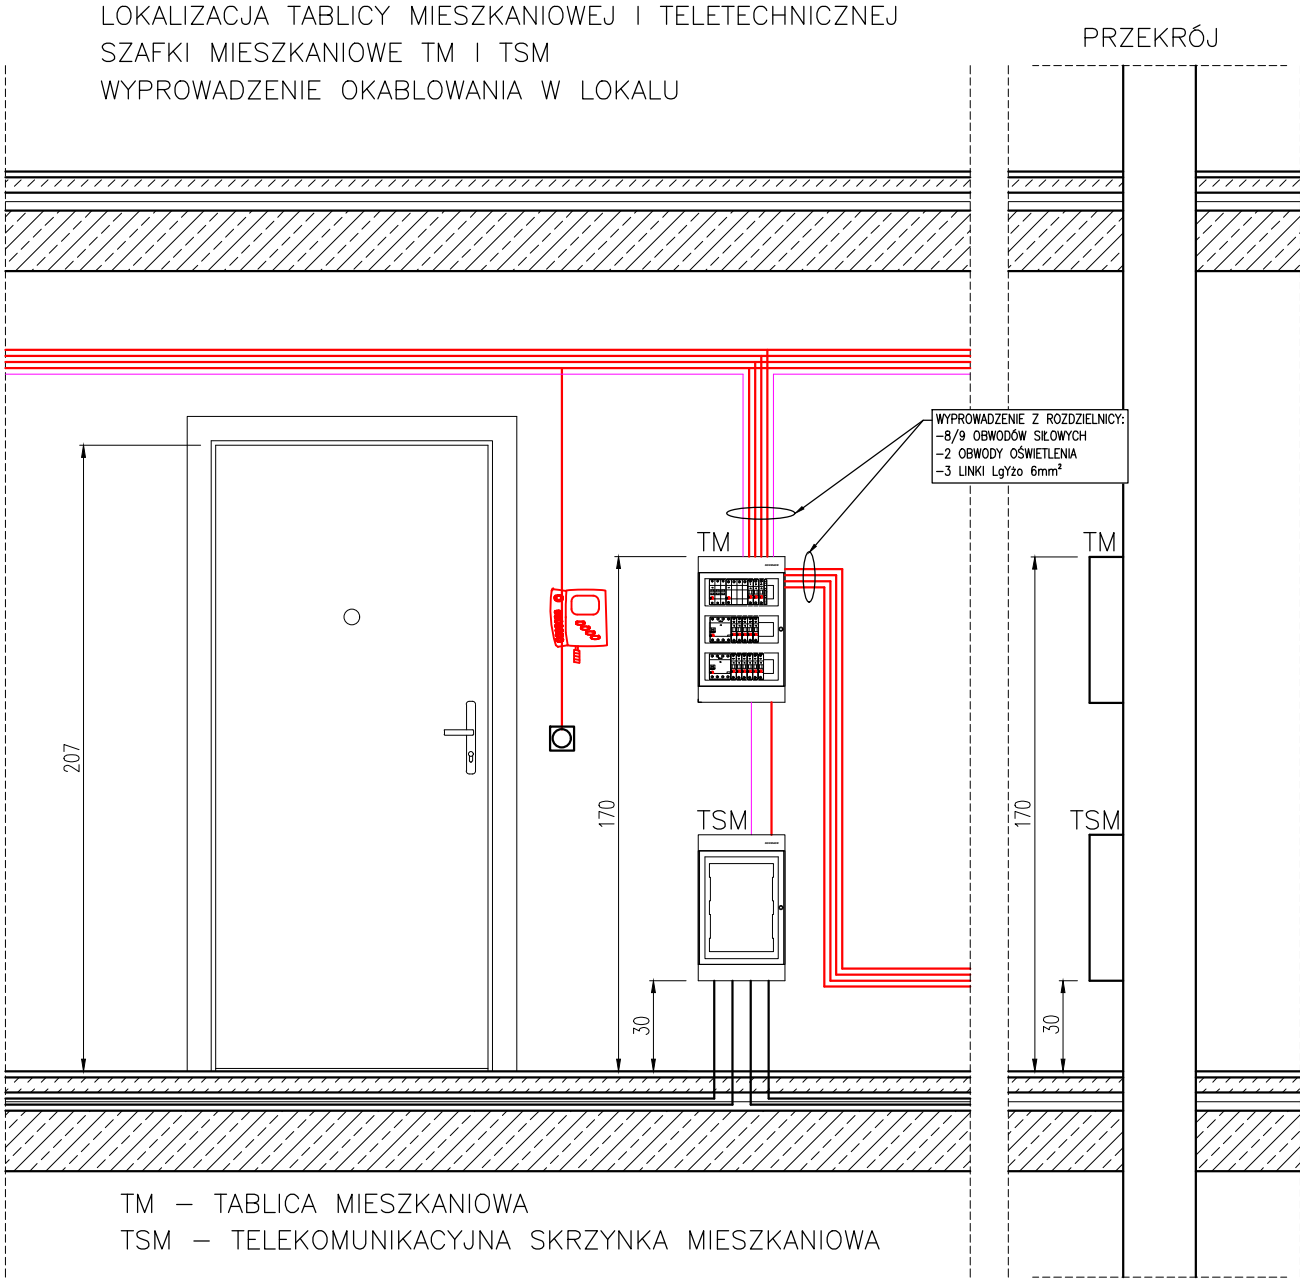 LOKALIZACJA TABLICY MIESZKANIOWEJ I TELETECHNICZNEJ
SZAFKI MIESZKANIOWE TM I TSM
WYPROWADZENIE OKABLOWANIA W LOKALU
PRZEKRÓJ
WYPROWADZENIE Z ROZDZIELNICY:
-8/9 OBWODÓW SIŁOWYCH
-2 OBWODY OŚWIETLENIA
-3 LINKI LgYżo 6mm²
TM
TM
207
170
TSM
170
TSM
30
30
TM – TABLICA MIESZKANIOWA
TSM – TELEKOMUNIKACYJNA SKRZYNKA MIESZKANIOWA